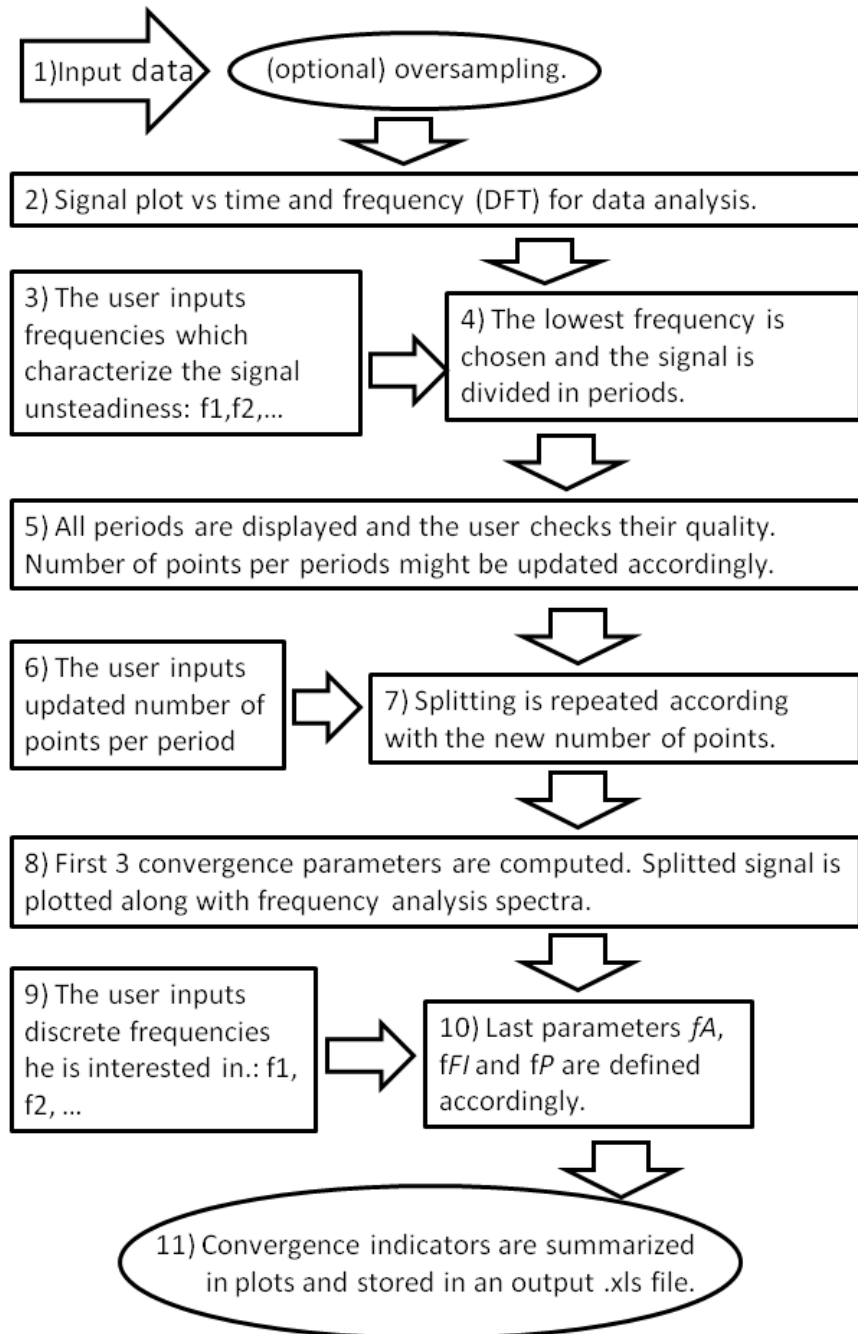 1)Input data
(optional) oversampling.
2) Signal plot vs time and frequency (DFT) for data analysis.
3) The user inputs
frequencies which
characterize the signal
unsteadiness: f1,f2,...
4) The lowest frequency is
chosen and the signal is
divided in periods.
5) All periods are displayed and the user checks their quality.
Number of points per periods might be updated accordingly.
6) The user inputs
updated number of
points per period
7) Splitting is repeated according
with the new number of points.
8) First 3 convergence parameters are computed. Splitted signal is
plotted along with frequency analysis spectra.
9) The user inputs
discrete frequencies
he is interested in.: f1,
f2, ...
10) Last parameters fA,
fFI and fP are defined
accordingly.
11) Convergence indicators are summarized
in plots and stored in an output .xls file.